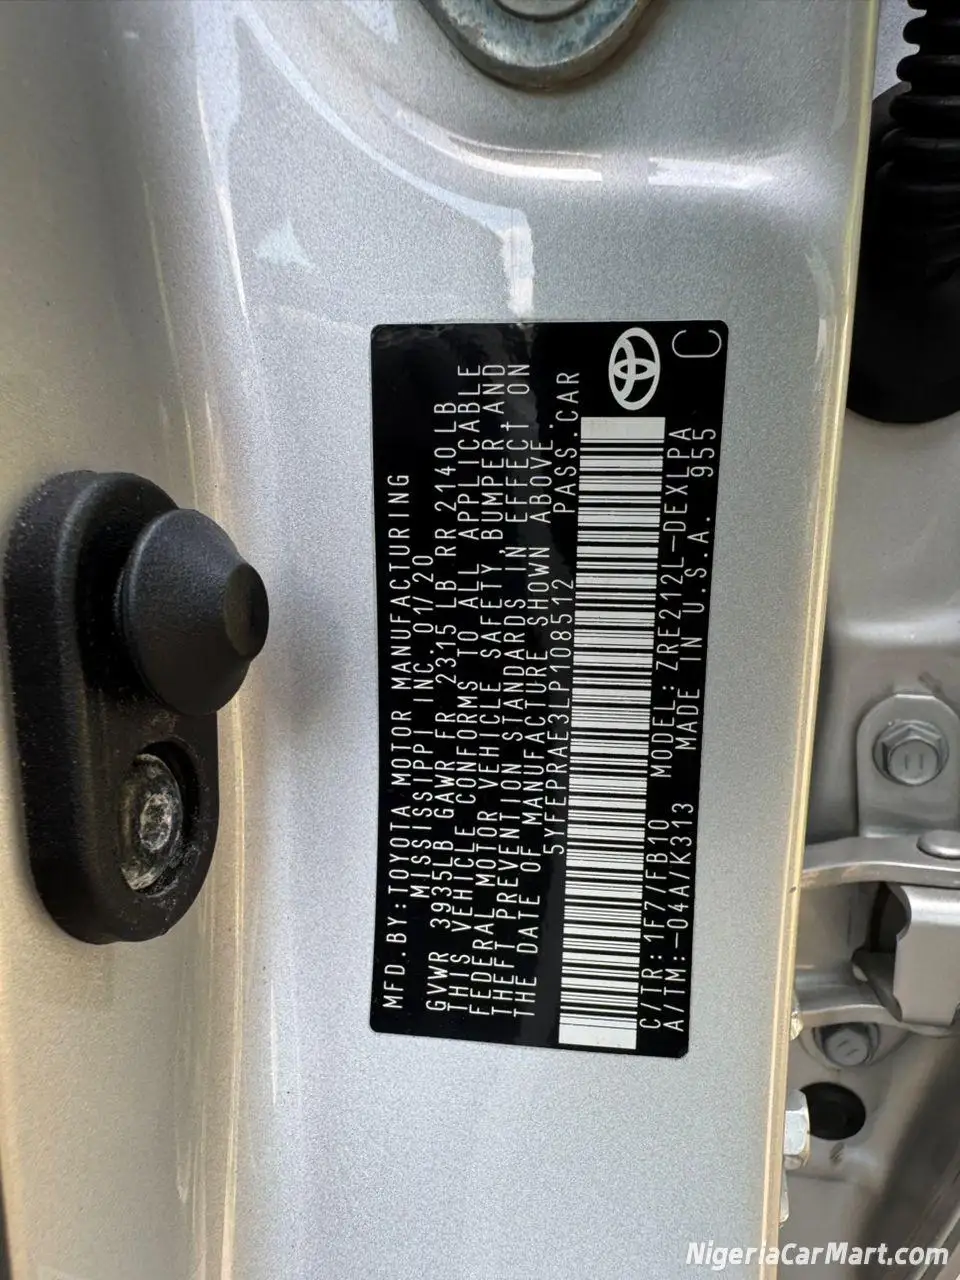 MFD.BY:TOYOTA MOTOR MANUFACTURING
MISSISSIPPI INC. 01/20
GVWR 3935LB GAWR FR 2315 LB RR 2140LB
THIS VEHICLE CONFORMS TO ALL APPLICABLE
FEDERAL MOTOR VEHICLE SAFETY, BUMPER AND
THEFT PREVENTION STANDARDS IN EFFECT ON
THE DATE OF MANUFACTURE SHOWN ABOVE.
5YFEPRAE3LP108512 PASS.CAR
C/TR:1F7/FB10 MODEL:ZRE212L-DEXLPA
A/TM:-04A/K313 MADE IN U.S.A. 955
C
NigeriaCarMart.com